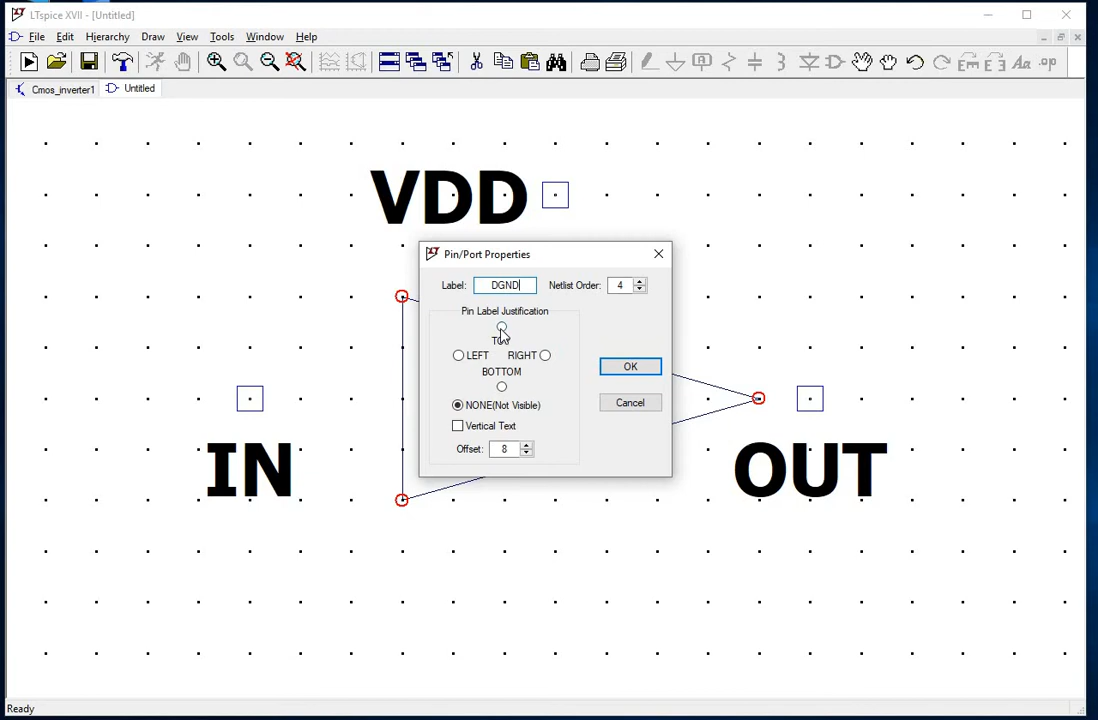 LTspice XVII - [Untitled]
File Edit Hierarchy Draw View Tools Window Help
Aa .op
Cmos_inverter1 Untitled
VDD
Pin/Port Properties
Label: DGND Netlist Order: 4
Pin Label Justification
LEFT RIGHT
BOTTOM
OK
NONE(Not Visible)
Cancel
Vertical Text
Offset: 8
IN
OUT
Ready